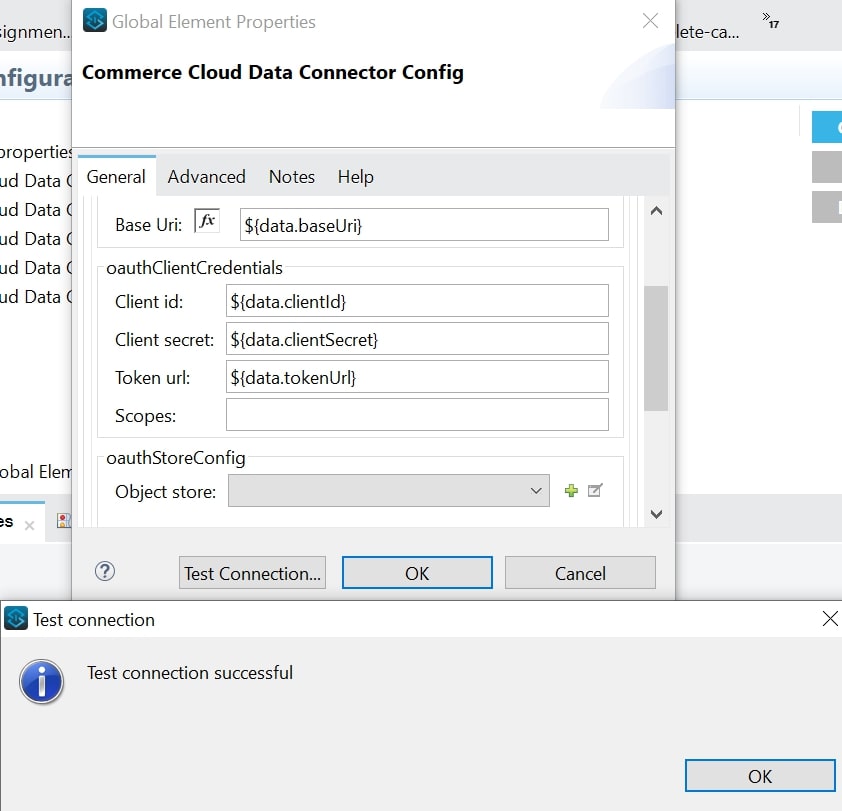 Global Element Properties
signmen...
lete-ca...
»17
nfigura
Commerce Cloud Data Connector Config
properties
ud Data C
ud Data C
ud Data C
ud Data C
ud Data C
General Advanced Notes Help
Base Uri: fx ${data.baseUri}
oauthClientCredentials
Client id: ${data.clientId}
Client secret: ${data.clientSecret}
Token url: ${data.tokenUrl}
Scopes:
oauthStoreConfig
Object store:
obal Elem
es
? Test Connection... OK Cancel
Test connection
Test connection successful
OK